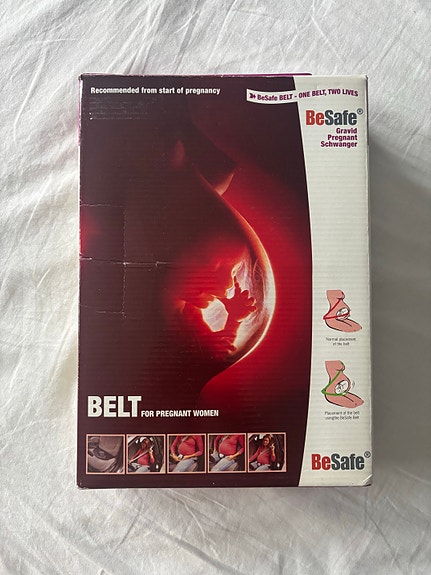 Recommended from start of pregnancy
BeSafe BELT - ONE BELT, TWO LIVES
BeSafe®
Gravid
Pregnant
Schwanger
Normal placement
of the belt
Placement of the belt
using the BeSafe Belt
BELT FOR PREGNANT WOMEN
BeSafe®